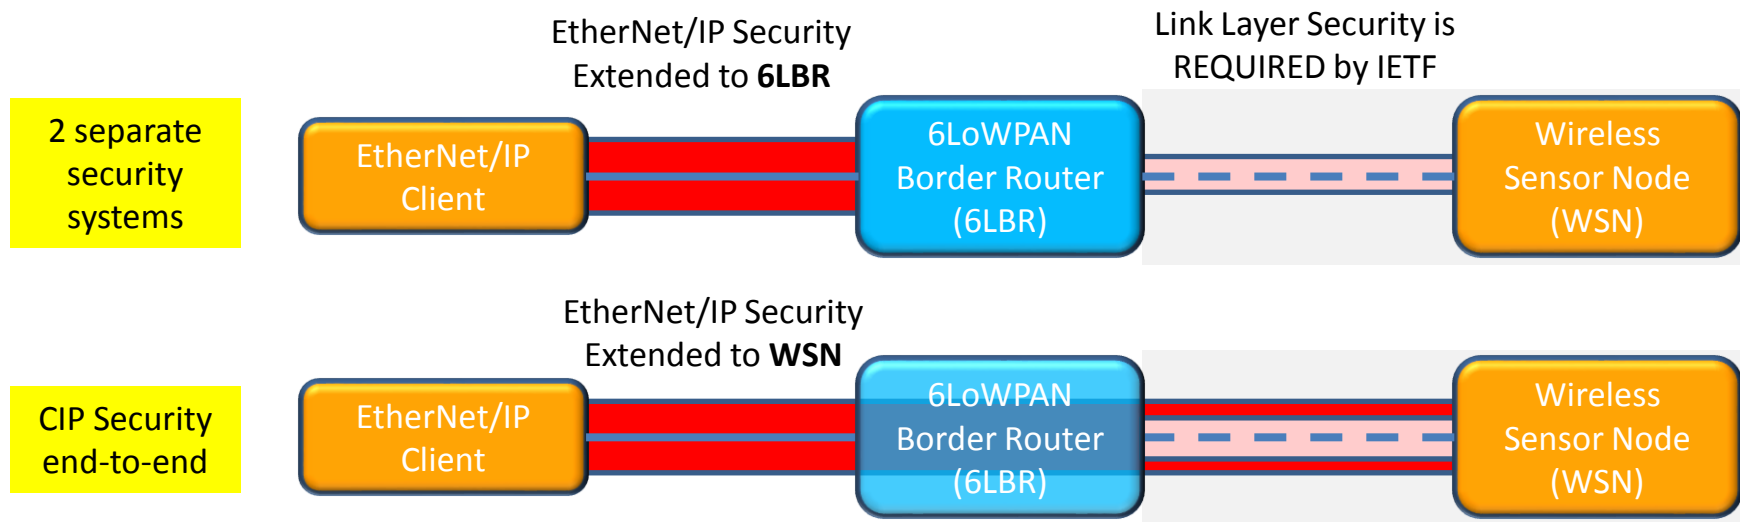 EtherNet/IP Security
Extended to 6LBR
Link Layer Security is
REQUIRED by IETF
2 separate
security
systems
EtherNet/IP
Client
6LoWPAN
Border Router
(6LBR)
Wireless
Sensor Node
(WSN)
EtherNet/IP Security
Extended to WSN
CIP Security
end-to-end
EtherNet/IP
Client
6LoWPAN
Border Router
(6LBR)
Wireless
Sensor Node
(WSN)